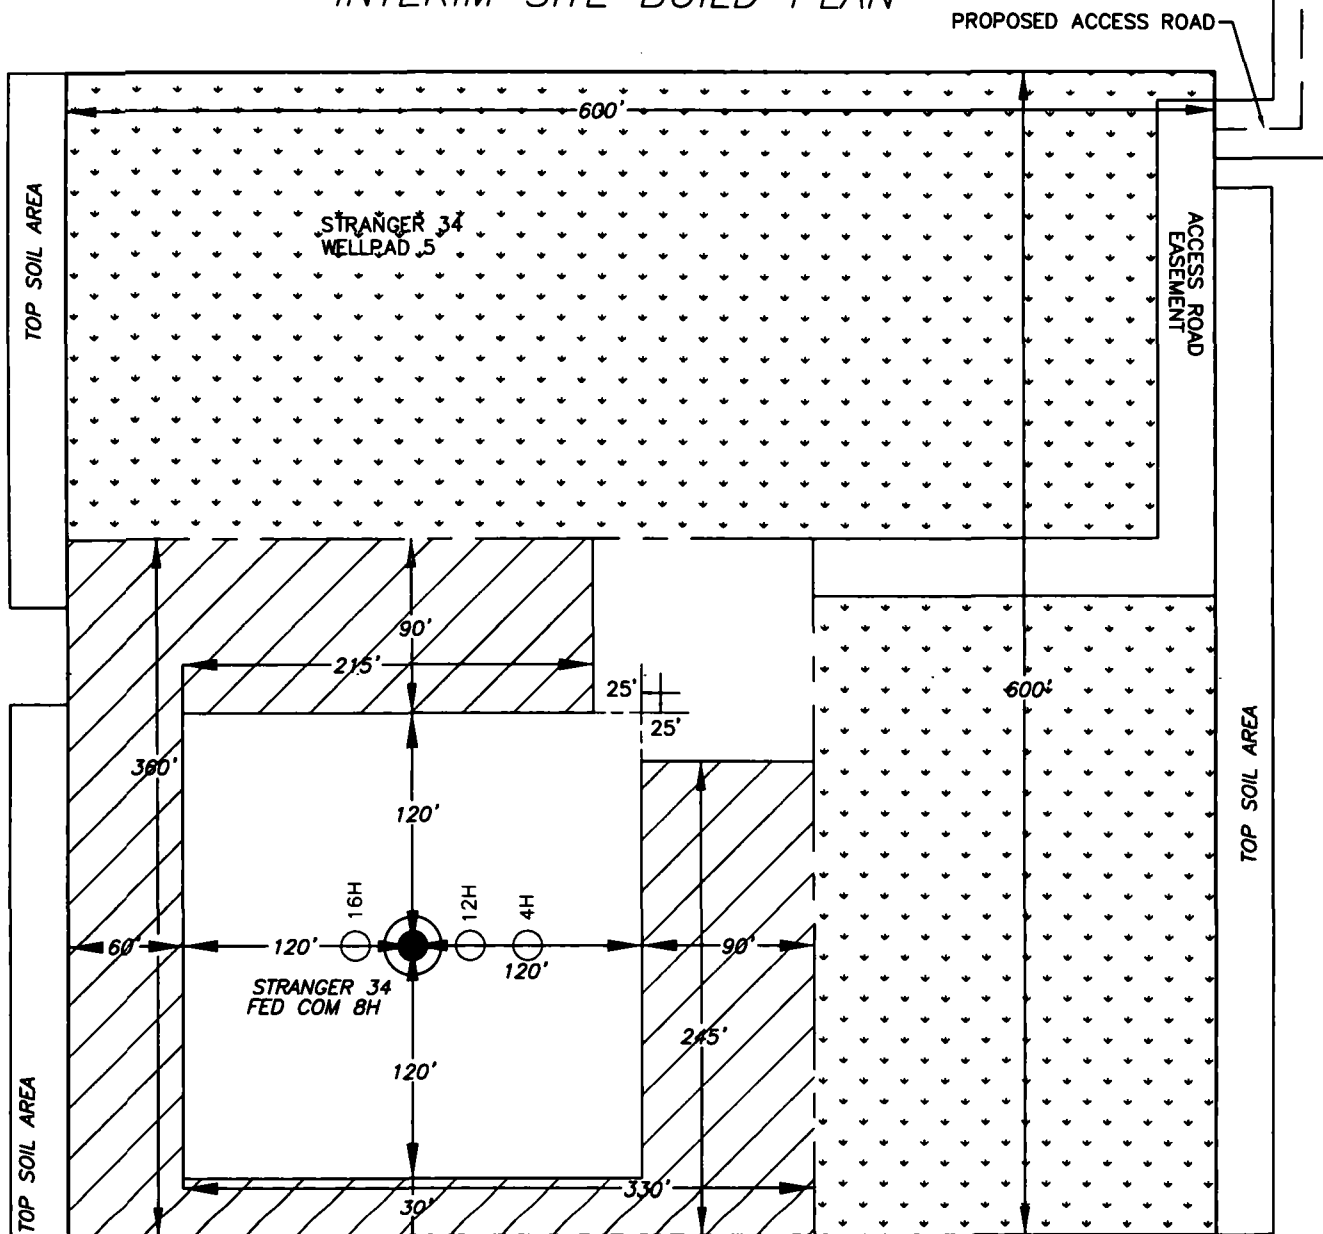 INTERIM SITE BUILD PLAN
PROPOSED ACCESS ROAD
600'
TOP SOIL AREA
STRANGER 34
WELLPAD 5
ACCESS ROAD
EASEMENT
90'
215'
25'
25'
600'
360'
TOP SOIL AREA
120'
16H
12H
4H
60'
120'
120'
90'
STRANGER 34
FED COM 8H
245'
120'
TOP SOIL AREA
330'
30'